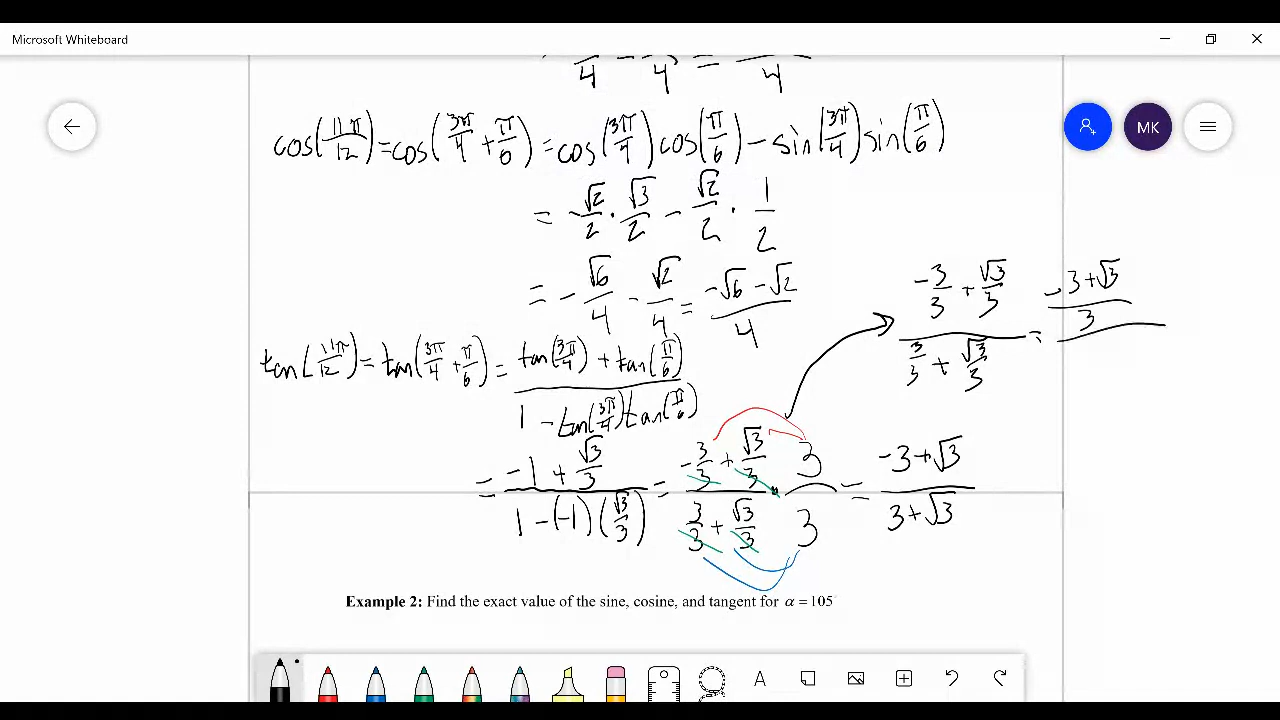 Microsoft Whiteboard
4 - 4 = 4
cos(11π/12) = cos(3π/4 + π/6) = cos(3π/4) cos(π/6) - sin(3π/4) sin(π/6)
= -√2/2 · √3/2 - √2/2 · 1/2
= -√6/4 - √2/4 = (-√6 - √2)/4
tan(11π/12) = tan(3π/4 + π/6) = (tan(3π/4) + tan(π/6))/(1 - tan(3π/4) tan(π/6))
= (-1 + √3/3)/(1 - (-1)(√3/3)) = (-3/3 + √3/3)/(3/3 + √3/3) · 3/3 = (-3 + √3)/(3 + √3)
(-3/3 + √3/3)/(3/3 + √3/3) = ((-3 + √3)/3)/
Example 2: Find the exact value of the sine, cosine, and tangent for α = 105
MK
A